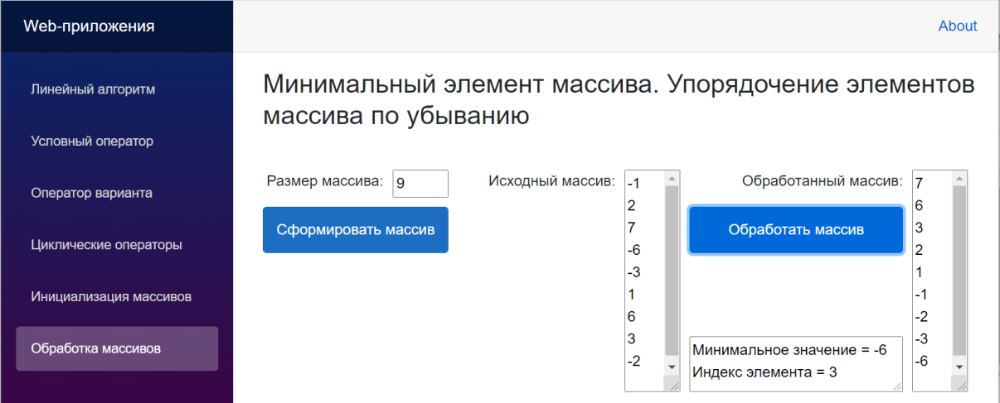 Web-приложения
About
Линейный алгоритм
Условный оператор
Оператор варианта
Циклические операторы
Инициализация массивов
Обработка массивов
Минимальный элемент массива. Упорядочение элементов
массива по убыванию
Размер массива:
9
Сформировать массив
Исходный массив:
-1
2
7
-6
-3
1
6
3
-2
Обработанный массив:
Обработать массив
Минимальное значение = -6
Индекс элемента = 3
7
6
3
2
1
-1
-2
-3
-6